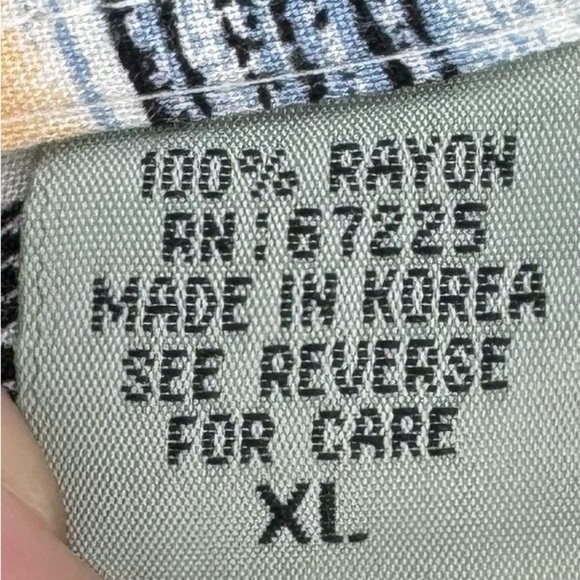 100% RAYON
RN:67225
MADE IN KOREA
SEE REVERSE
FOR CARE
XL